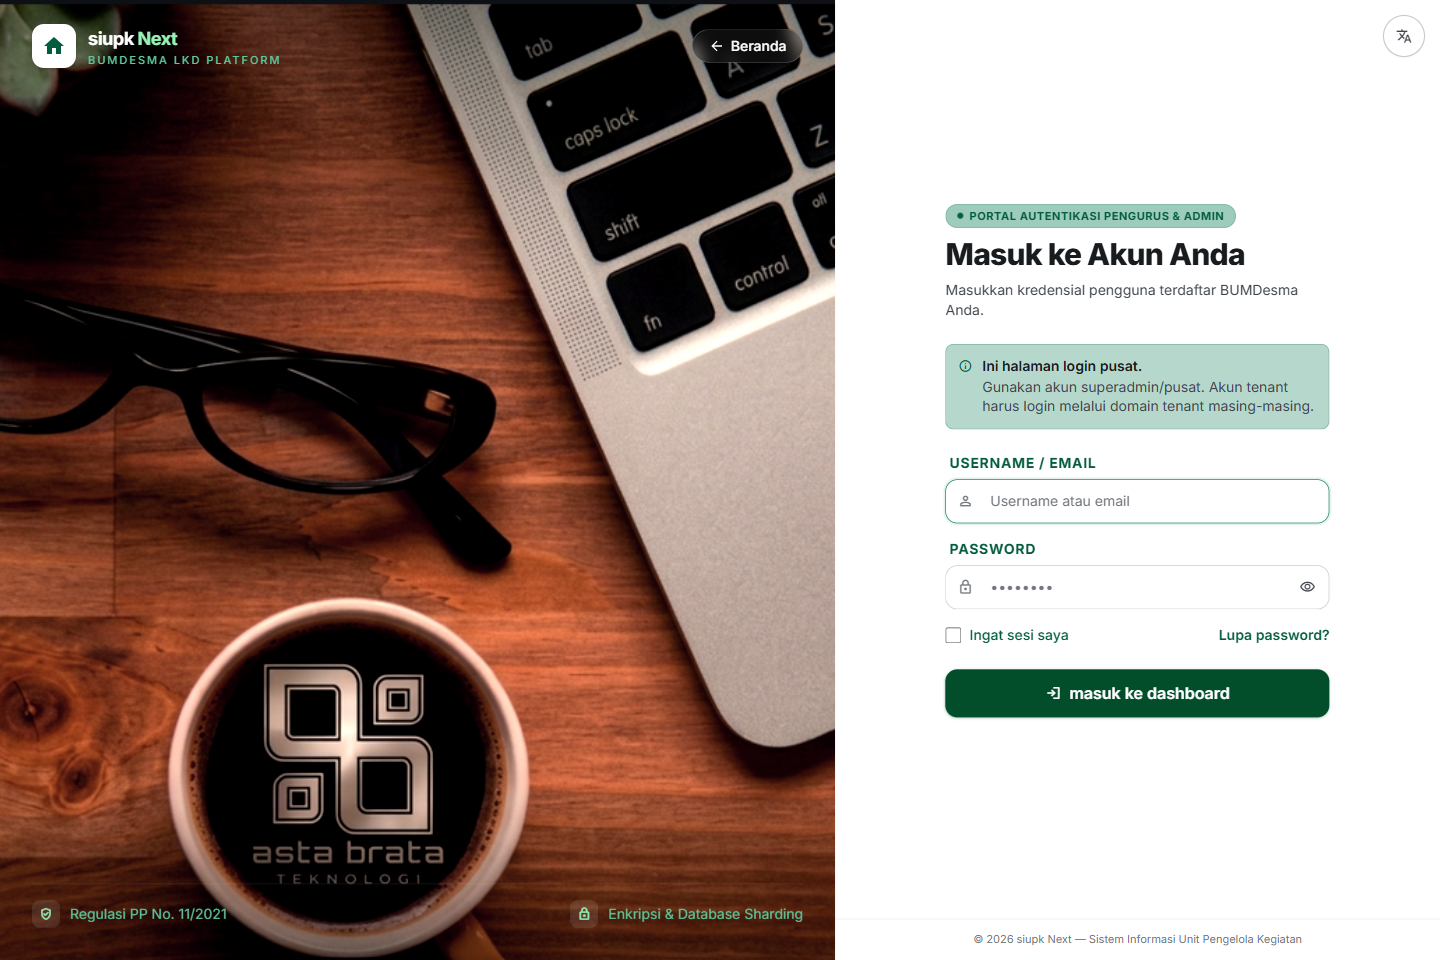 siupk Next
BUMDESMA LKD PLATFORM
Beranda
tab
caps lock
shift
fn
control
alt
A
S
Z
asta brata
TEKNOLOGI
Regulasi PP No. 11/2021
Enkripsi & Database Sharding
PORTAL AUTENTIKASI PENGURUS & ADMIN
Masuk ke Akun Anda
Masukkan kredensial pengguna terdaftar BUMDesma
Anda.
Ini halaman login pusat.
Gunakan akun superadmin/pusat. Akun tenant
harus login melalui domain tenant masing-masing.
USERNAME / EMAIL
Username atau email
PASSWORD
••••••••
Ingat sesi saya
Lupa password?
masuk ke dashboard
© 2026 siupk Next — Sistem Informasi Unit Pengelola Kegiatan